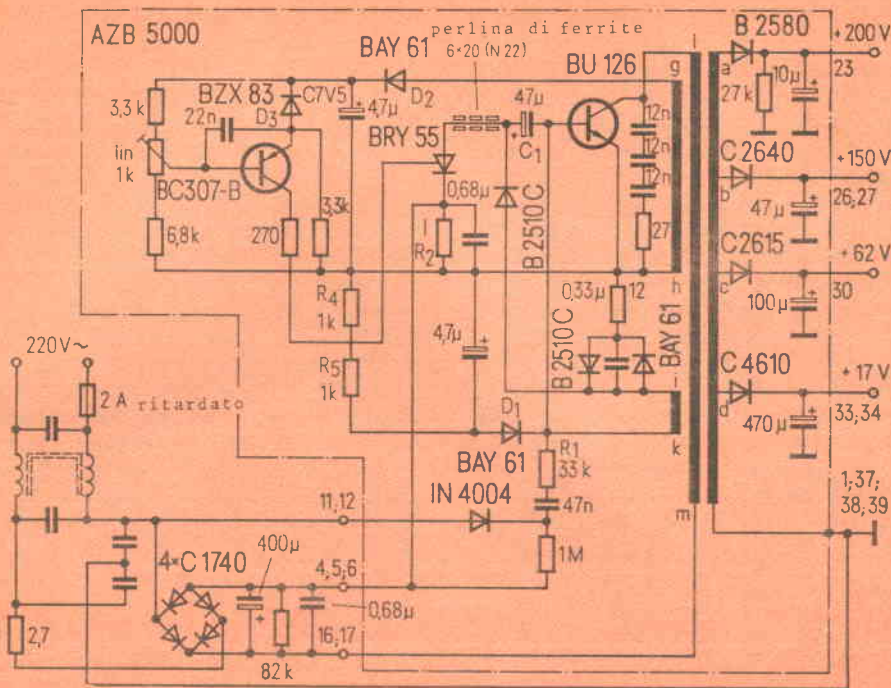 AZB 5000
perlina di ferrite
BAY 61
6×20 (N 22)
BU 126
B 2580
+200 V
23
BZX 83
C7V5
D2
D3
22n
3,3 k
4,7µ
BRY 55
47µ
C1
g
i
a
27 k
10µ
12n
12n
12n
27
lin
1k
BC307-B
6,8 k
270
3,3k
0,68µ
1
R2
B 2510 C
C 2640
+150 V
26,27
b
47µ
C 2615
+62 V
30
c
100µ
h
R4
1k
R5
1k
4,7µ
0,33µ
12
B 2510 C
BAY 61
i
k
C 4610
+17 V
33;34
d
470µ
220V~
2 A ritardato
D1
BAY 61
R1
33 k
47n
1M
m
1;37;
38;39
11;12
IN 4004
4×C 1740
400µ
4;5;6
0,68µ
16;17
82 k
2,7